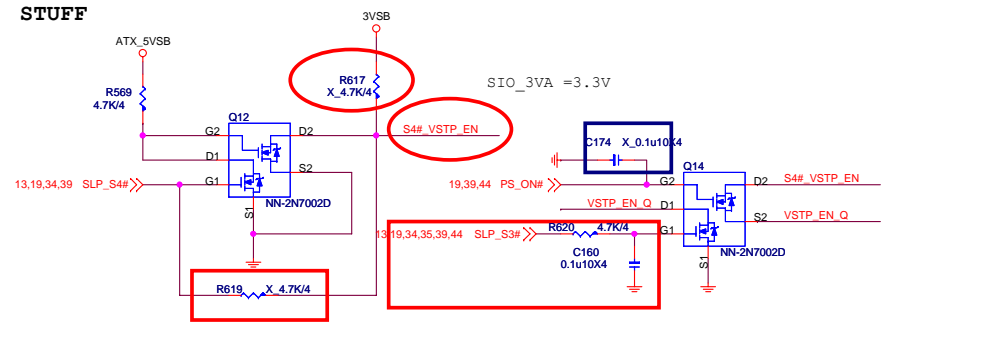 STUFF
3VSB
ATX_5VSB
R617
X_4.7K/4
SIO_3VA =3.3V
R569
4.7K/4
Q12
G2
D2
S4#_VSTP_EN
C174
X_0.1u10X4
D1
S2
Q14
13,19,34,39 SLP_S4#
G1
19,39,44 PS_ON#
G2
D2
S4#_VSTP_EN
NN-2N7002D
VSTP_EN_Q
D1
S1
S2
VSTP_EN_Q
13,19,34,35,39,44 SLP_S3#
R620
4.7K/4
G1
C160
0.1u10X4
NN-2N7002D
S1
R619
X_4.7K/4